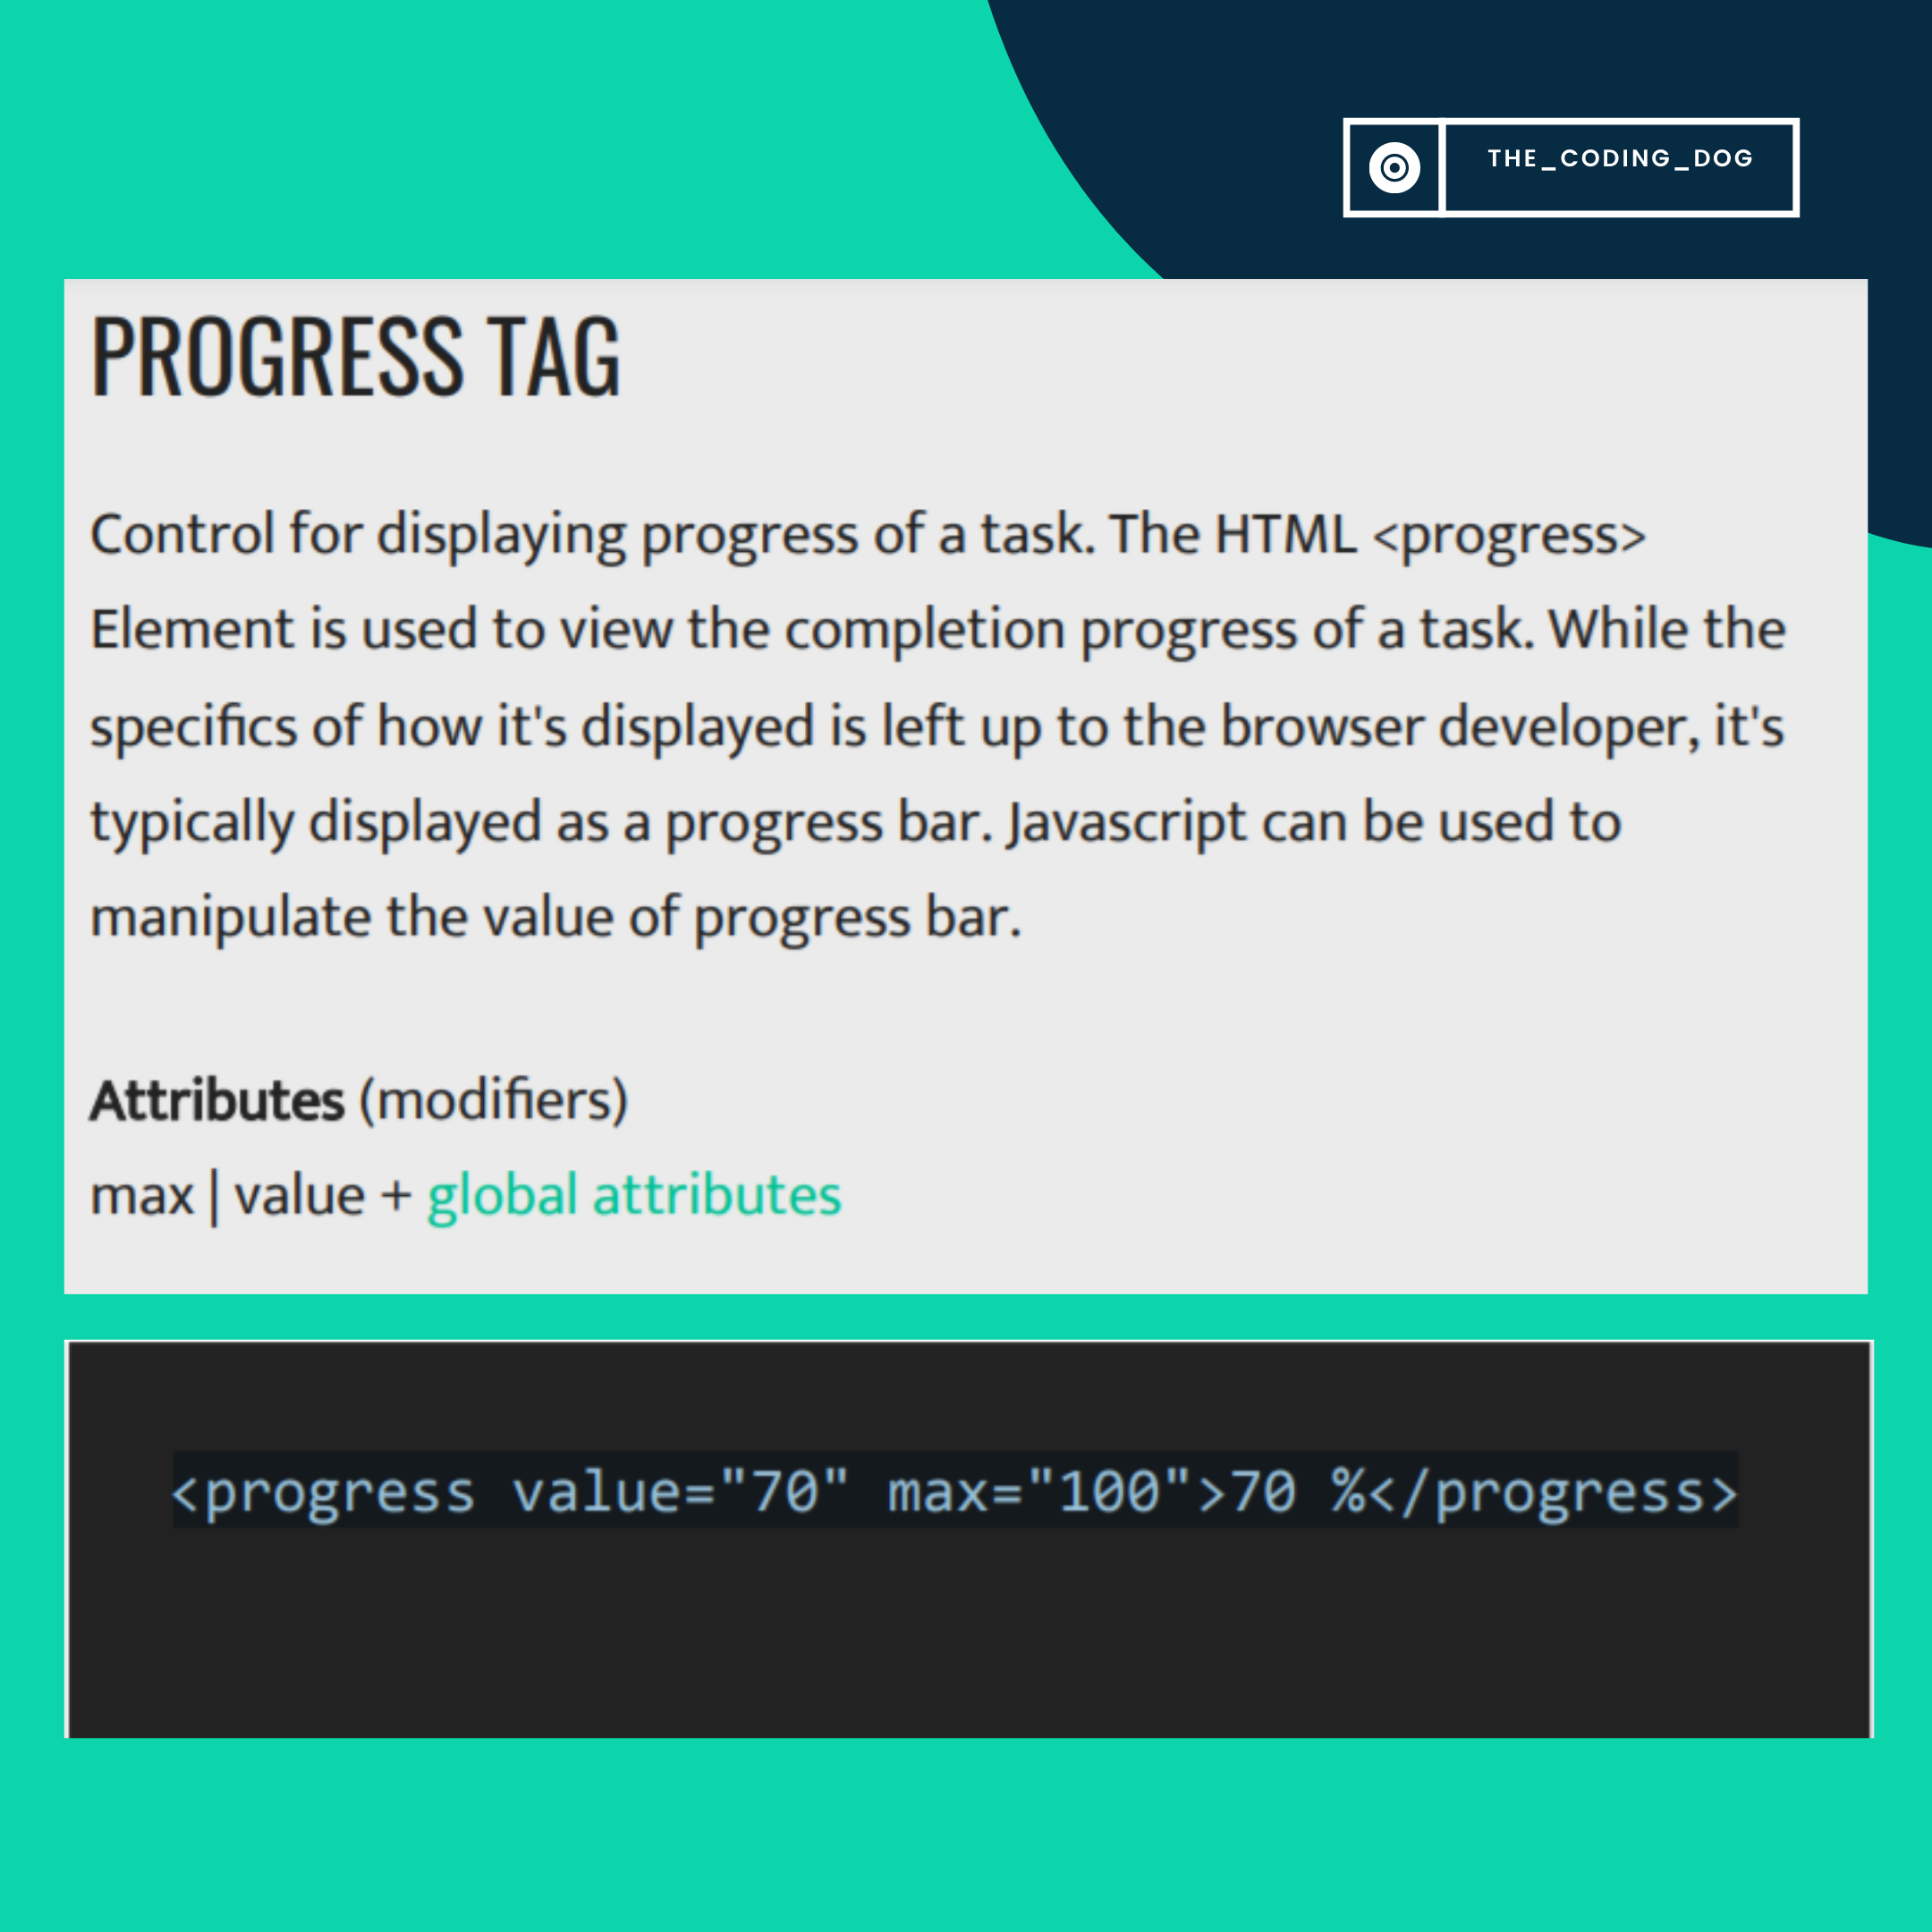 THE_CODING_DOG
PROGRESS TAG
Control for displaying progress of a task. The HTML <progress>
Element is used to view the completion progress of a task. While the
specifics of how it's displayed is left up to the browser developer, it's
typically displayed as a progress bar. Javascript can be used to
manipulate the value of progress bar.
Attributes (modifiers)
max | value + global attributes
<progress value="70" max="100">70 %</progress>